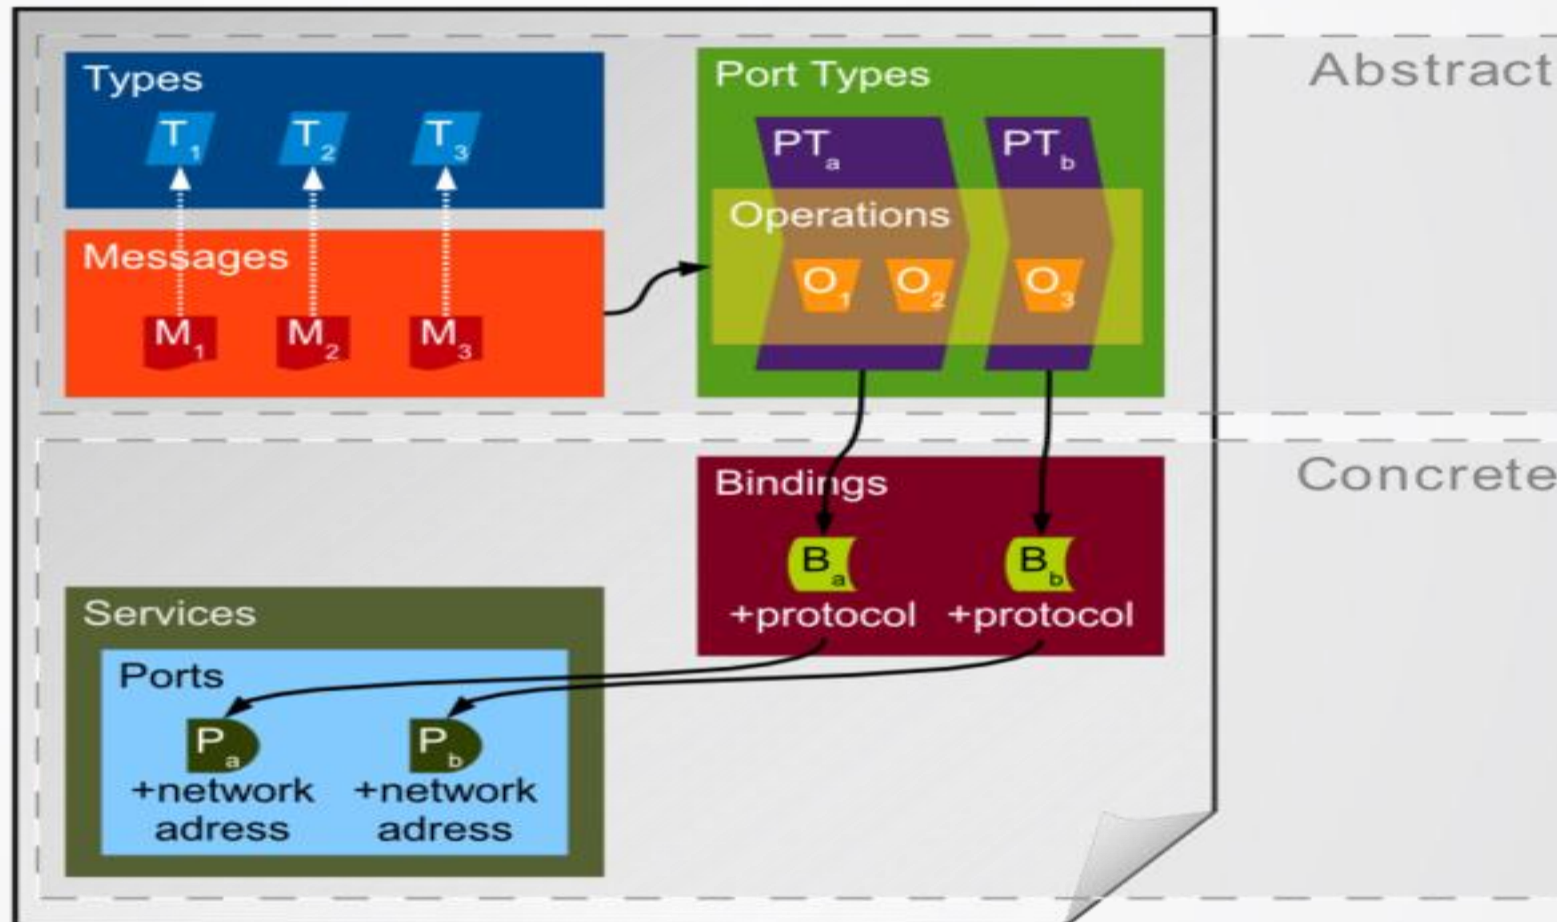 Abstract
Types
T1 T2 T3
Messages
M1 M2 M3
Port Types
PTa PTb
Operations
O1 O2 O3
Concrete
Bindings
Ba Bb
+protocol +protocol
Services
Ports
Pa Pb
+network +network
adress adress